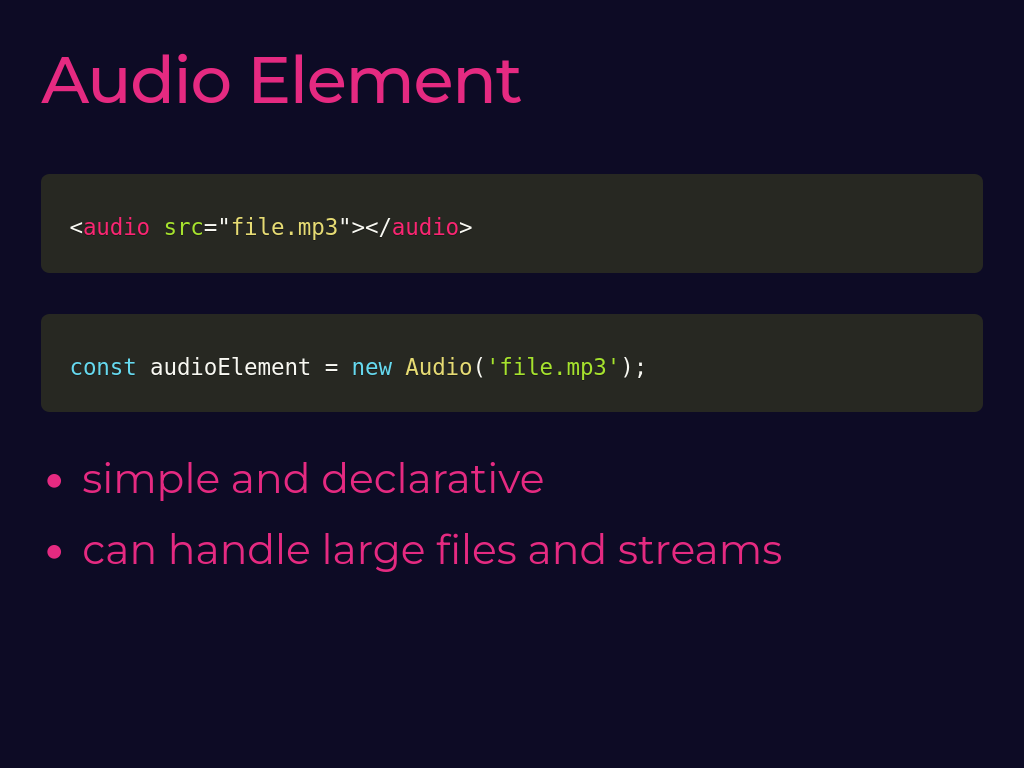 Audio Element
<audio src="file.mp3"></audio>
const audioElement = new Audio('file.mp3');
• simple and declarative
• can handle large files and streams